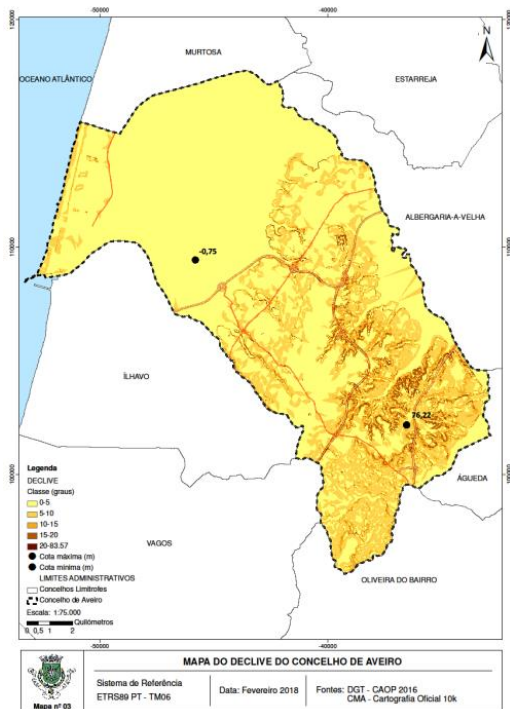 -50000
-40000
120000
120000
N
MURTOSA
OCEANO ATLÂNTICO
ESTARREJA
ALBERGARIA-A-VELHA
110000
110000
-0,75
ÍLHAVO
76,22
Legenda
DECLIVE
Classe (graus)
0-5
5-10
10-15
15-20
20-83.57
Cota máxima (m)
Cota mínima (m)
LIMITES ADMINISTRATIVOS
Concelhos Limítrofes
Concelho de Aveiro
Escala: 1:75.000
Quilómetros
0 0,5 1 2
100000
100000
ÁGUEDA
VAGOS
OLIVEIRA DO BAIRRO
-50000
-40000
MAPA DO DECLIVE DO CONCELHO DE AVEIRO
Sistema de Referência
ETRS89 PT - TM06
Data: Fevereiro 2018
Fontes: DGT - CAOP 2016
CMA - Cartografia Oficial 10k
Mapa nº 03